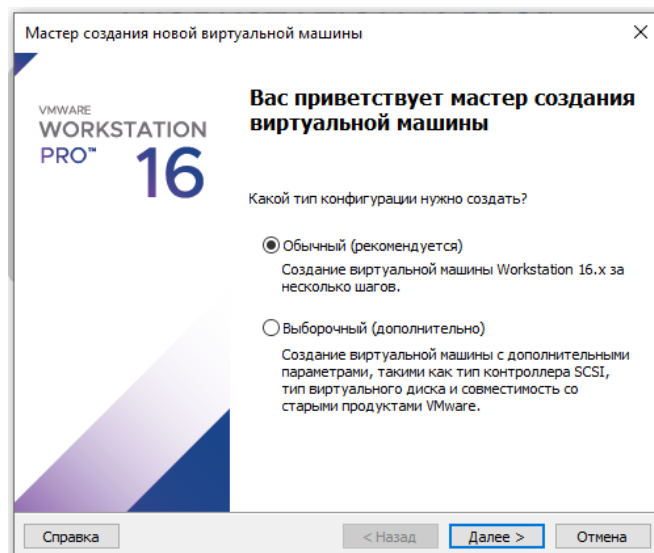 Мастер создания новой виртуальной машины
VMWARE
WORKSTATION
PRO™ 16
Вас приветствует мастер создания
виртуальной машины
Какой тип конфигурации нужно создать?
Обычный (рекомендуется)
Создание виртуальной машины Workstation 16.x за
несколько шагов.
Выборочный (дополнительно)
Создание виртуальной машины с дополнительными
параметрами, такими как тип контроллера SCSI,
тип виртуального диска и совместимость со
старыми продуктами VMware.
Справка
< Назад
Далее >
Отмена